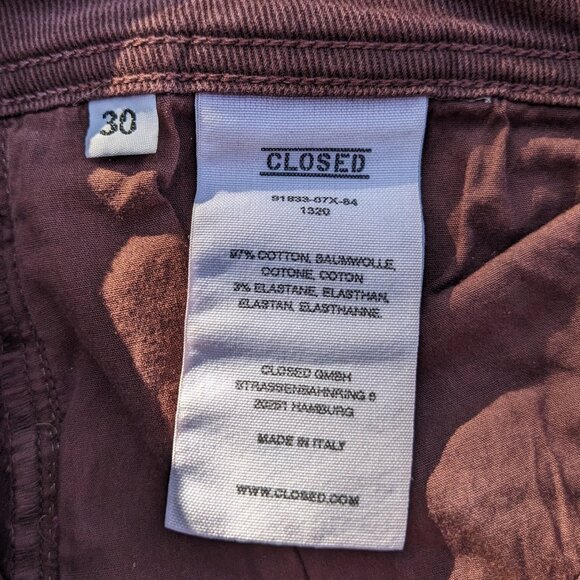 30
CLOSED
91833-07X-84
1320
97% COTTON, BAUMWOLLE,
COTONE, COTON
3% ELASTANE, ELASTHAN,
ELASTAN, ELASTHANNE.
CLOSED GMBH
STRASSENBAHNRING 6
20251 HAMBURG
MADE IN ITALY
WWW.CLOSED.COM